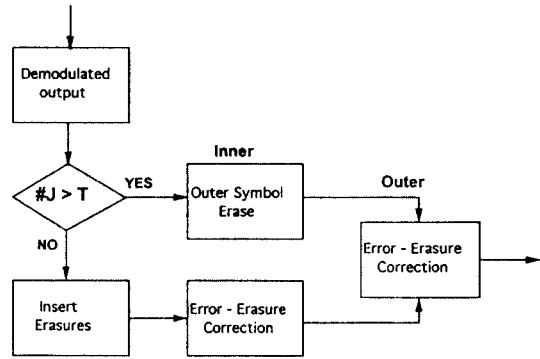 Demodulated
output
Inner
#J > T
YES
Outer Symbol
Erase
Outer
NO
Error - Erasure
Correction
Insert
Erasures
Error - Erasure
Correction